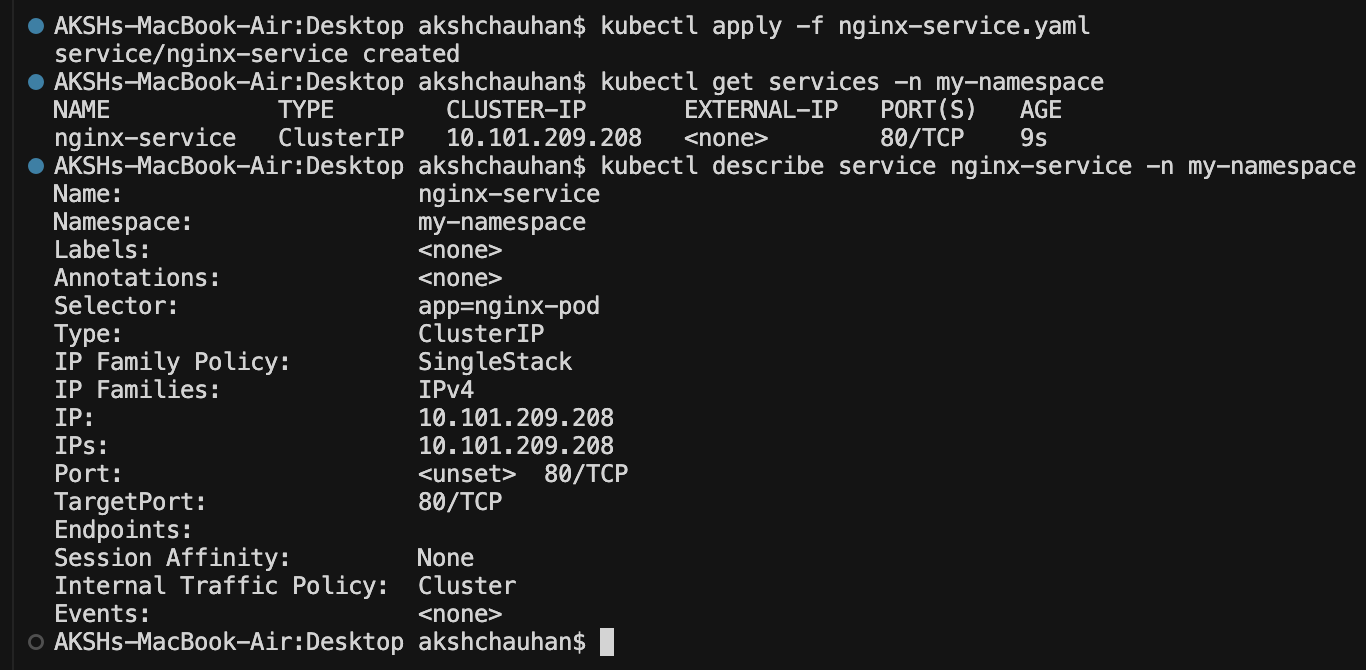 AKSHs-MacBook-Air:Desktop akshchauhan$ kubectl apply -f nginx-service.yaml
service/nginx-service created
AKSHs-MacBook-Air:Desktop akshchauhan$ kubectl get services -n my-namespace
NAME            TYPE        CLUSTER-IP       EXTERNAL-IP   PORT(S)   AGE
nginx-service   ClusterIP   10.101.209.208   <none>        80/TCP    9s
AKSHs-MacBook-Air:Desktop akshchauhan$ kubectl describe service nginx-service -n my-namespace
Name:                     nginx-service
Namespace:                my-namespace
Labels:                   <none>
Annotations:              <none>
Selector:                 app=nginx-pod
Type:                     ClusterIP
IP Family Policy:         SingleStack
IP Families:              IPv4
IP:                       10.101.209.208
IPs:                      10.101.209.208
Port:                     <unset>  80/TCP
TargetPort:               80/TCP
Endpoints:
Session Affinity:         None
Internal Traffic Policy:  Cluster
Events:                   <none>
AKSHs-MacBook-Air:Desktop akshchauhan$